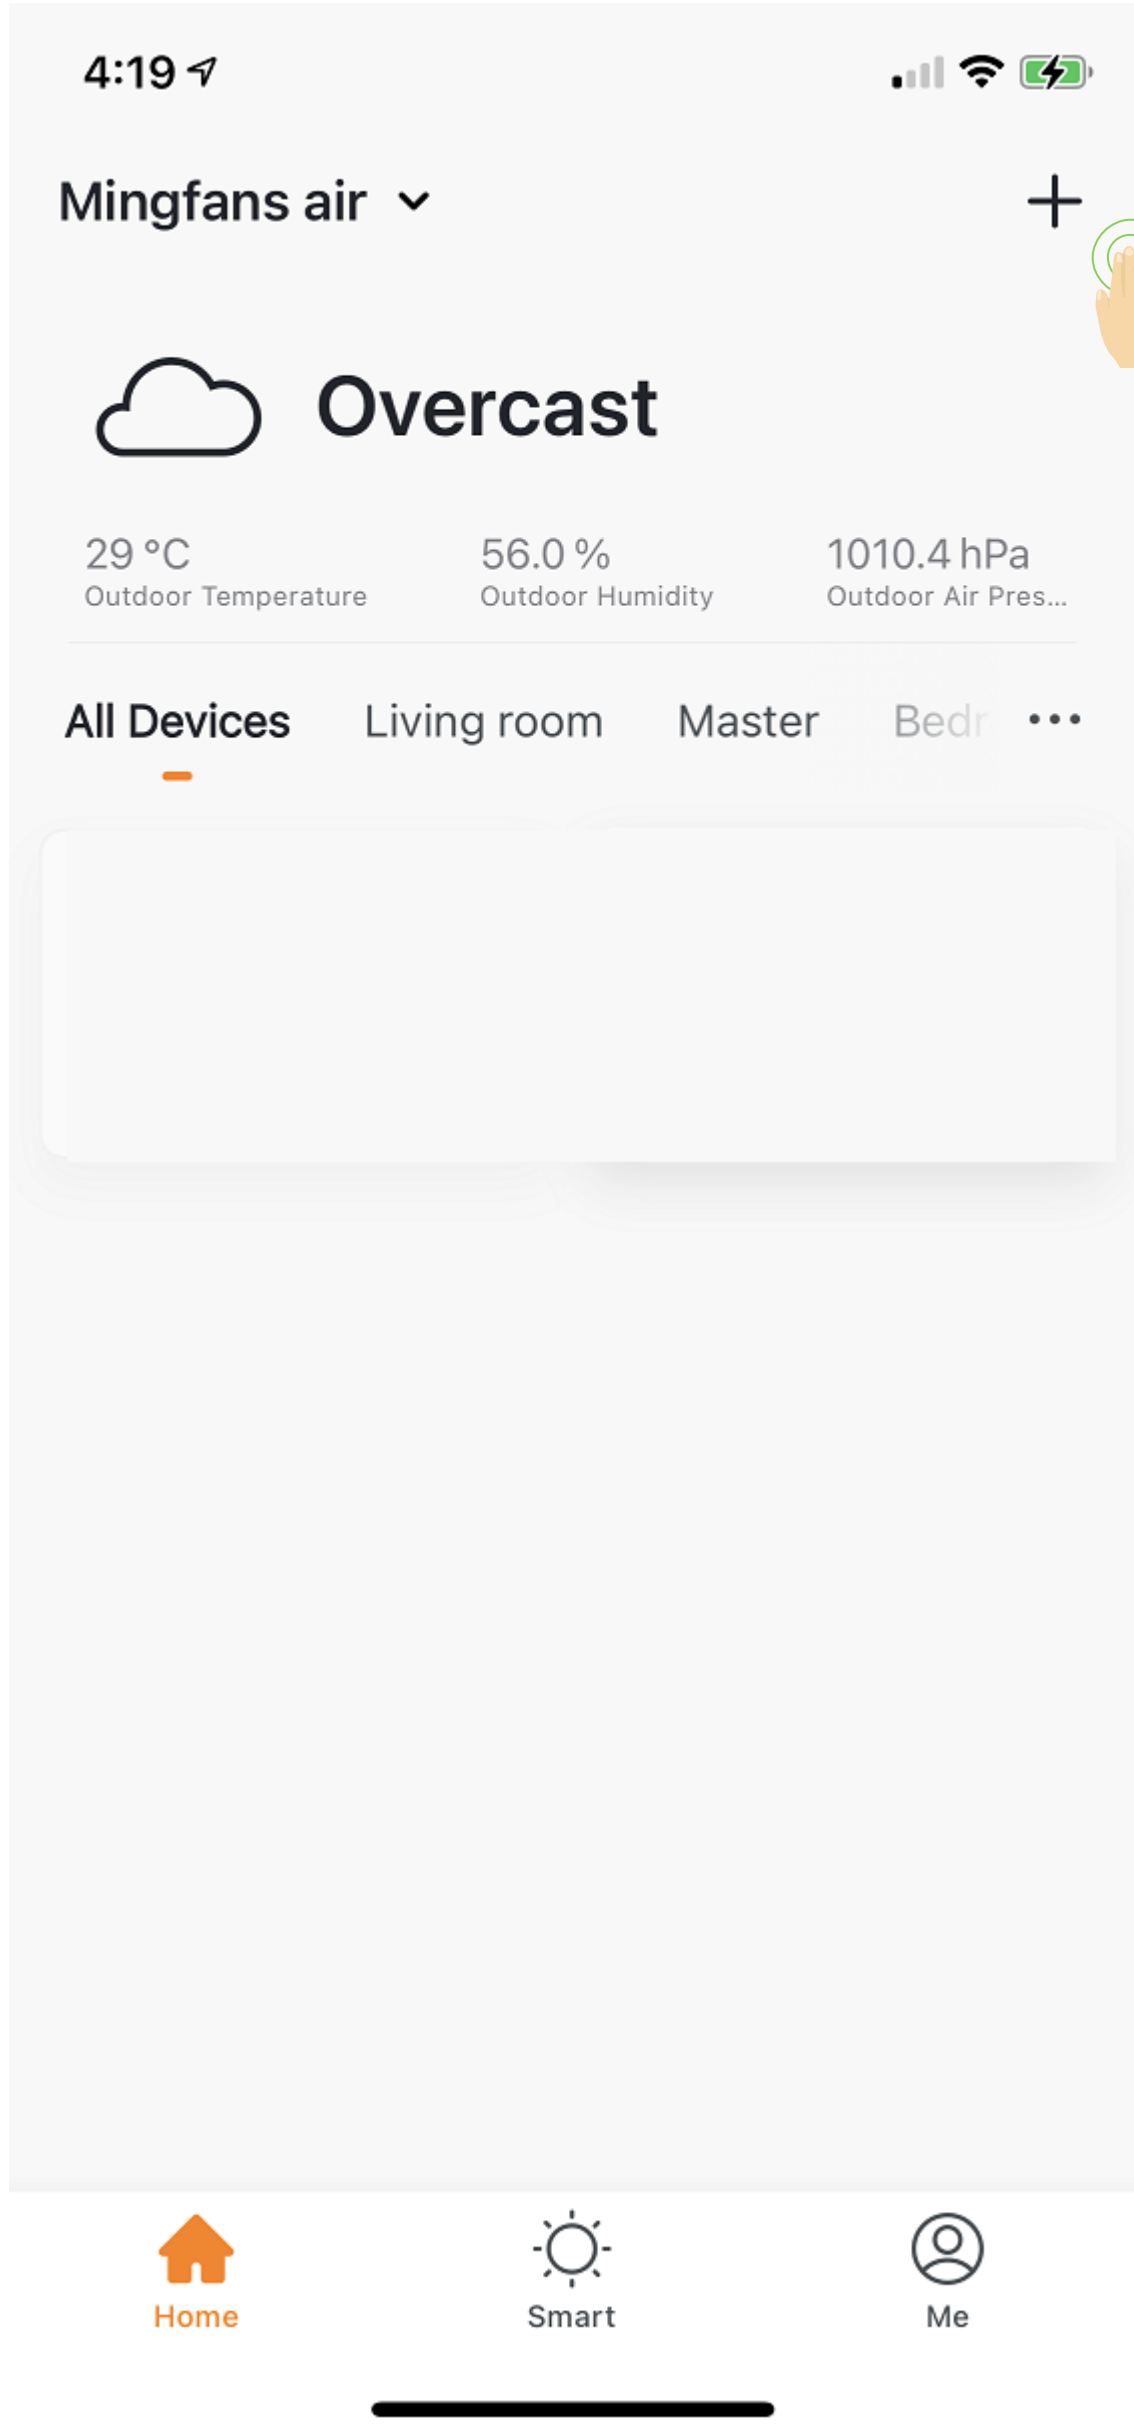 4:19
Mingfans air
Overcast
29 °C 56.0 % 1010.4 hPa
Outdoor Temperature Outdoor Humidity Outdoor Air Pres...
All Devices Living room Master Bedr
Home Smart Me